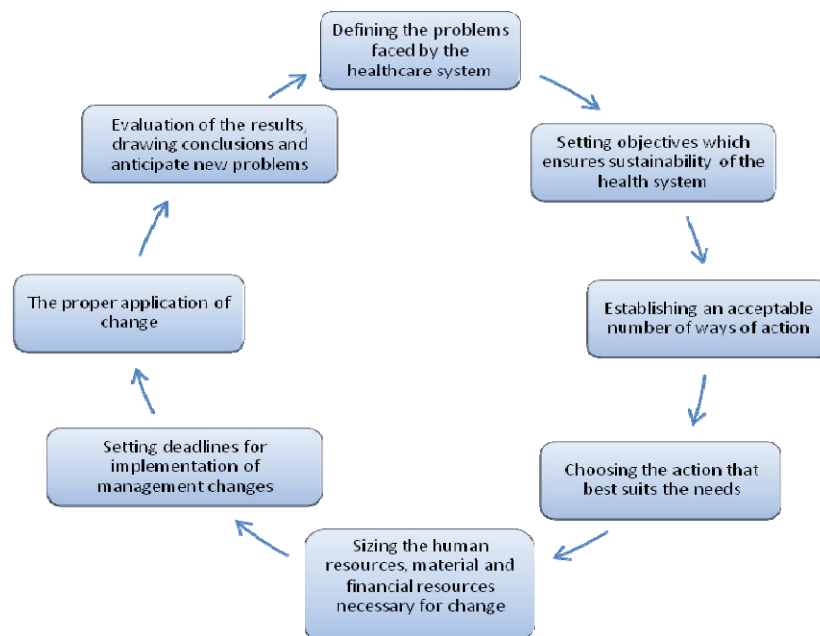 Defining the problems
faced by the
healthcare system
Setting objectives which
ensures sustainability of the
health system
Establishing an acceptable
number of ways of action
Choosing the action that
best suits the needs
Sizing the human
resources, material and
financial resources
necessary for change
Setting deadlines for
implementation of
management changes
The proper application of
change
Evaluation of the results,
drawing conclusions and
anticipate new problems